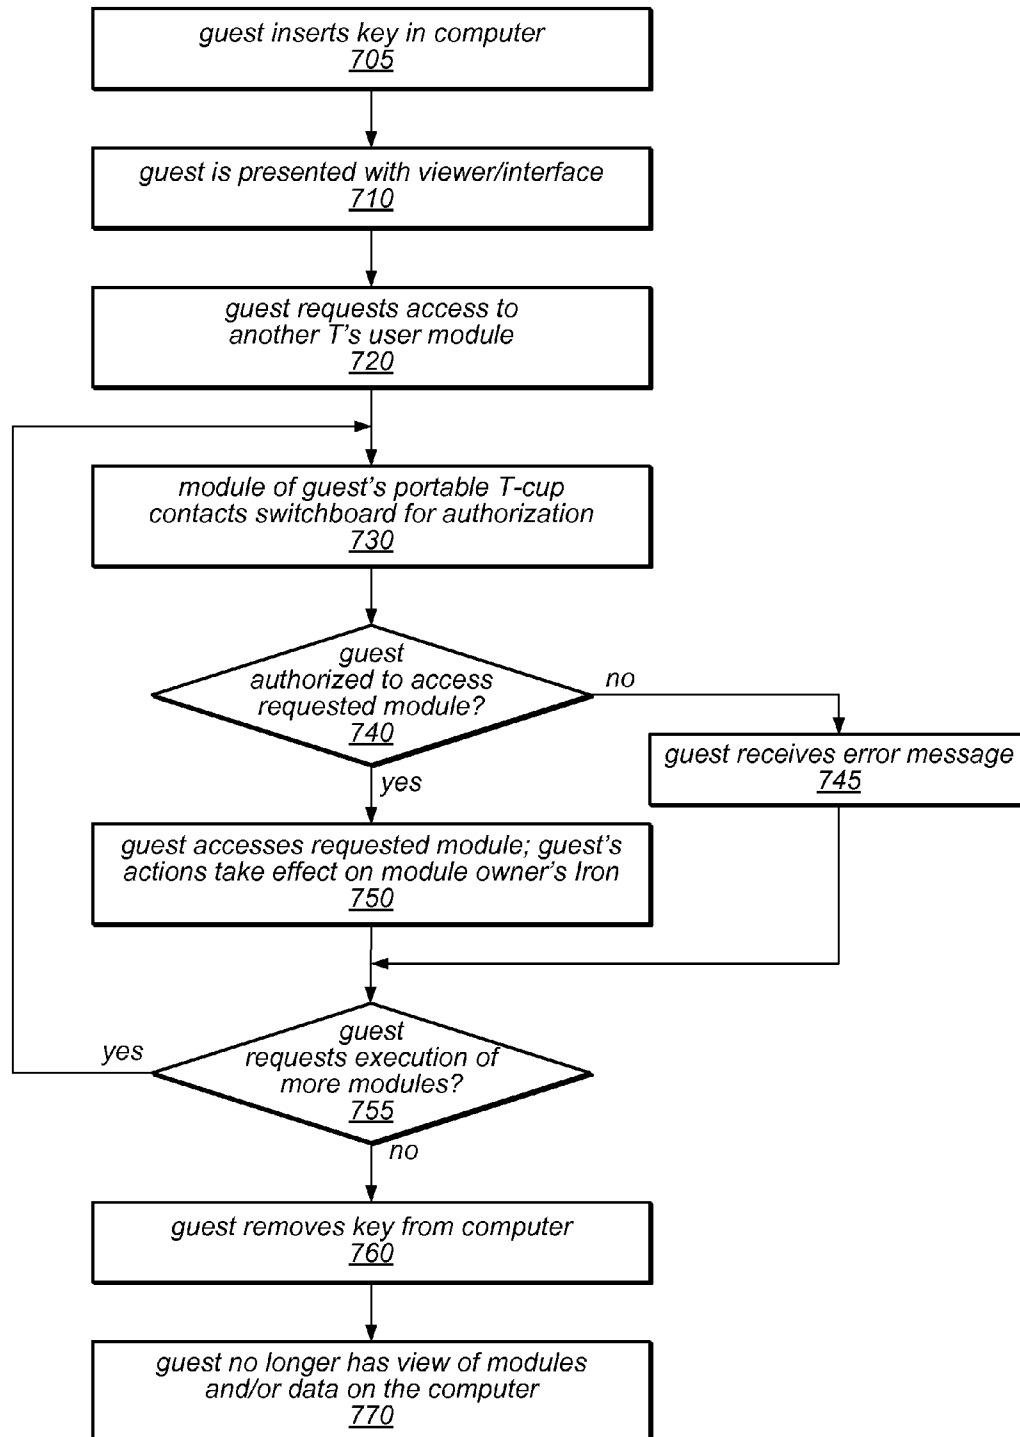 guest inserts key in computer
705
guest is presented with viewer/interface
710
guest requests access to
another T's user module
720
module of guest's portable T-cup
contacts switchboard for authorization
730
guest
authorized to access
requested module?
740
no
yes
guest receives error message
745
guest accesses requested module; guest's
actions take effect on module owner's Iron
750
guest
requests execution of
more modules?
755
yes
no
guest removes key from computer
760
guest no longer has view of modules
and/or data on the computer
770